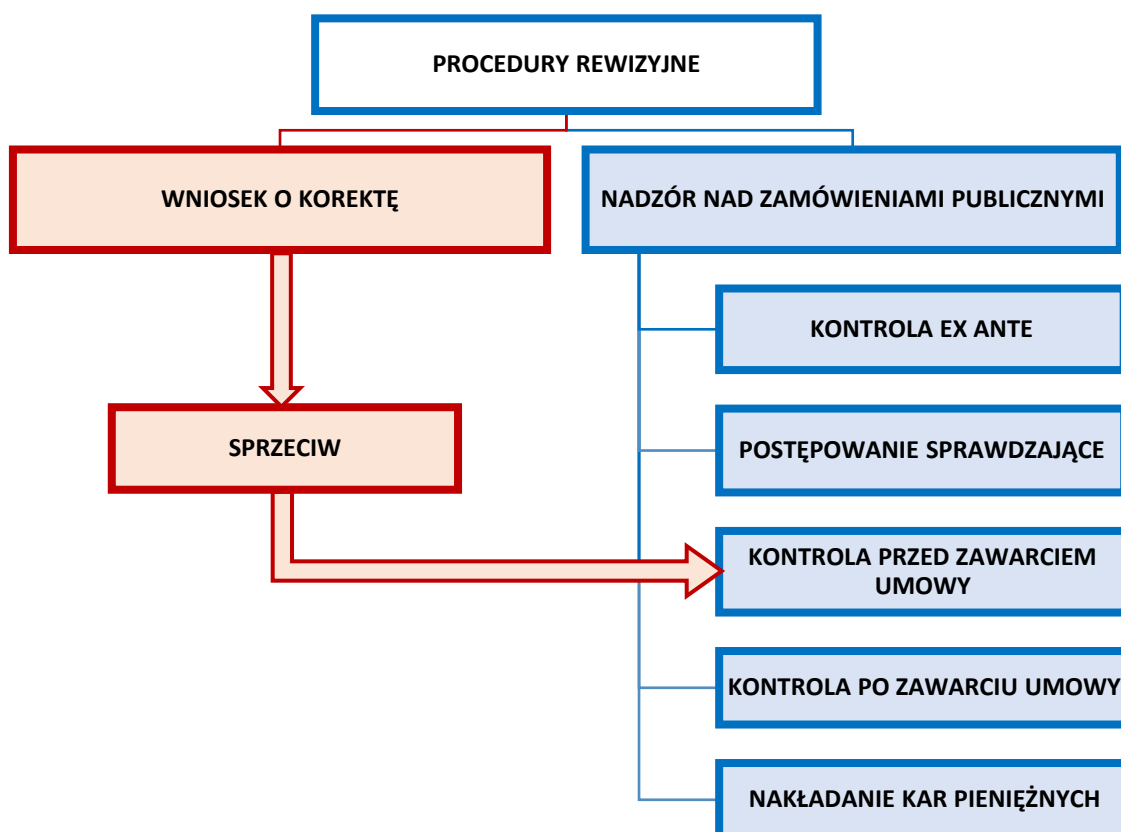 PROCEDURY REWIZYJNE
WNIOSEK O KOREKTĘ
NADZÓR NAD ZAMÓWIENIAMI PUBLICZNYMI
KONTROLA EX ANTE
SPRZECIW
POSTĘPOWANIE SPRAWDZAJĄCE
KONTROLA PRZED ZAWARCIEM
UMOWY
KONTROLA PO ZAWARCIU UMOWY
NAKŁADANIE KAR PIENIĘŻNYCH